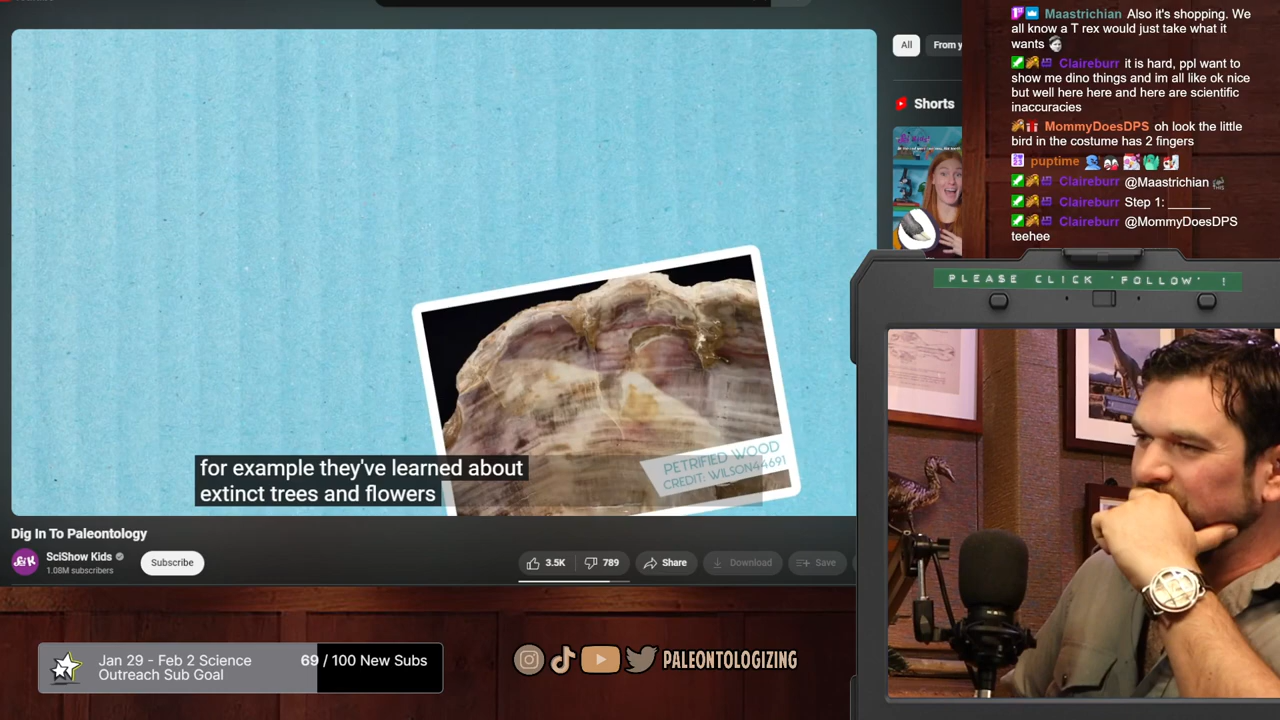 All
From y
Shorts
PETRIFIED WOOD
CREDIT: WILSON44691
for example they've learned about
extinct trees and flowers
Dig In To Paleontology
SciShow Kids
1.08M subscribers
Subscribe
3.5K
789
Share
Download
Save
Maastrichian Also it's shopping. We
all know a T rex would just take what it
wants
Claireburr it is hard, ppl want to
show me dino things and im all like ok nice
but well here here and here are scientific
inaccuracies
MommyDoesDPS oh look the little
bird in the costume has 2 fingers
puptime
Claireburr @Maastrichian
Claireburr Step 1: ______
Claireburr @MommyDoesDPS
teehee
PLEASE CLICK 'FOLLOW' !
Jan 29 - Feb 2 Science
Outreach Sub Goal
69 / 100 New Subs
PALEONTOLOGIZING